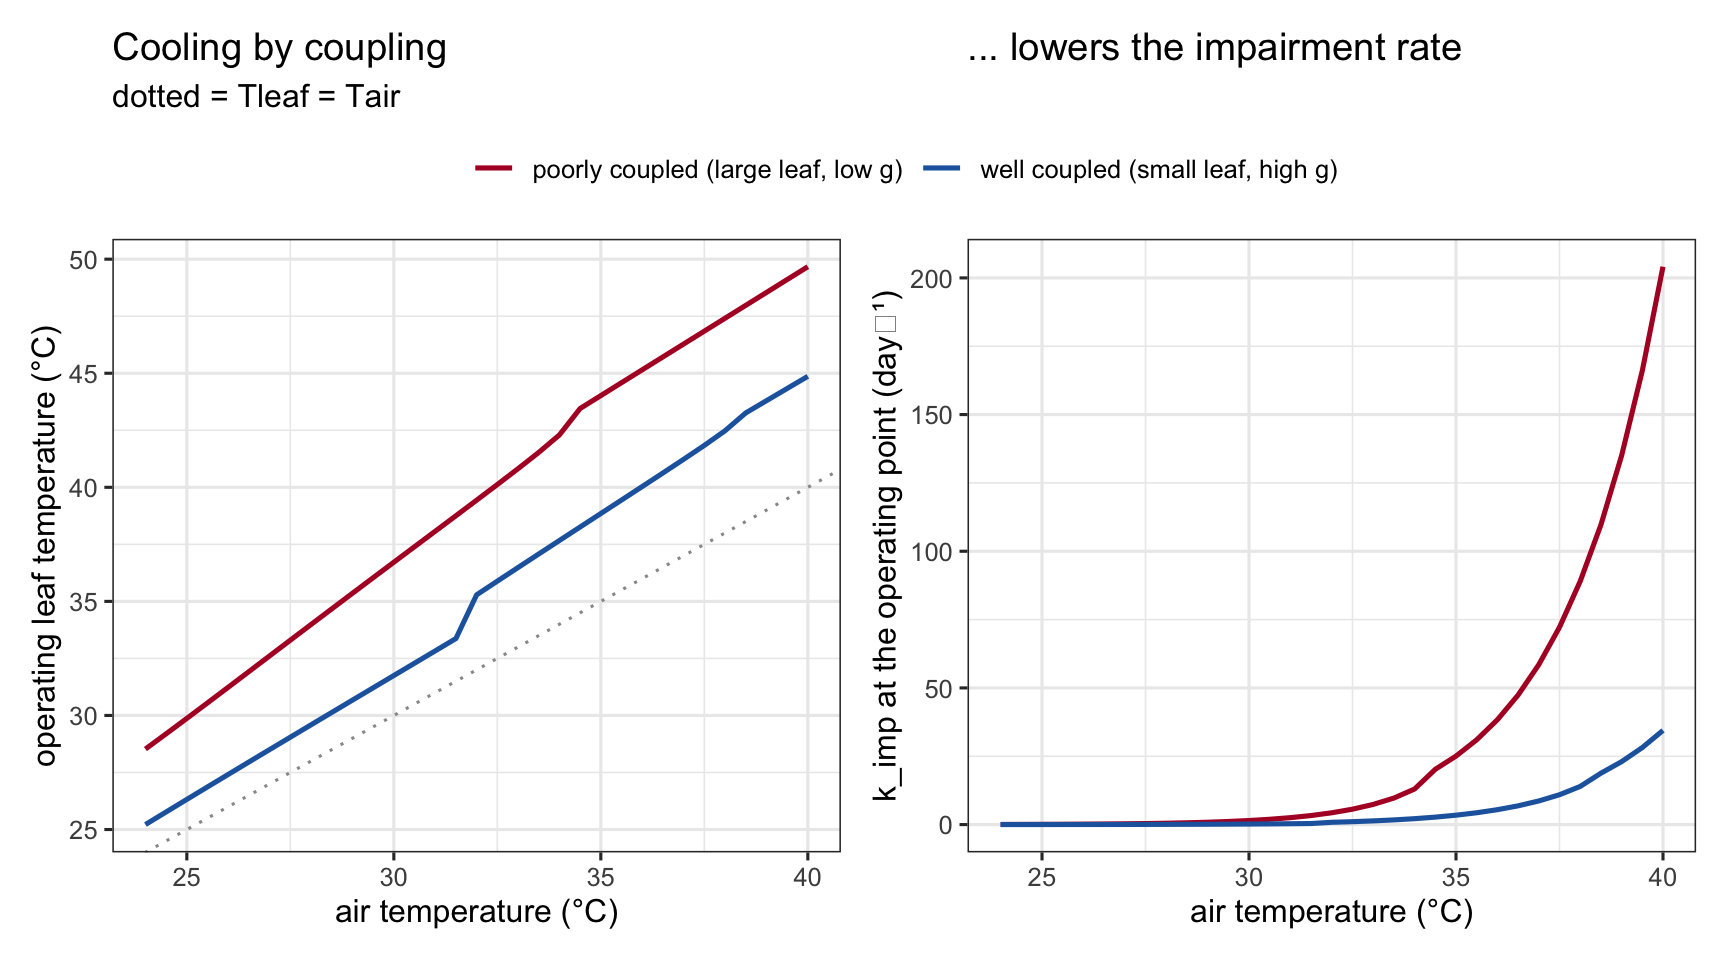 Cooling by coupling
dotted = Tleaf = Tair
... lowers the impairment rate
poorly coupled (large leaf, low g)
well coupled (small leaf, high g)
operating leaf temperature (°C)
50
45
40
35
30
25
25 30 35 40
air temperature (°C)
k_imp at the operating point (day□¹)
200
150
100
50
0
25 30 35 40
air temperature (°C)